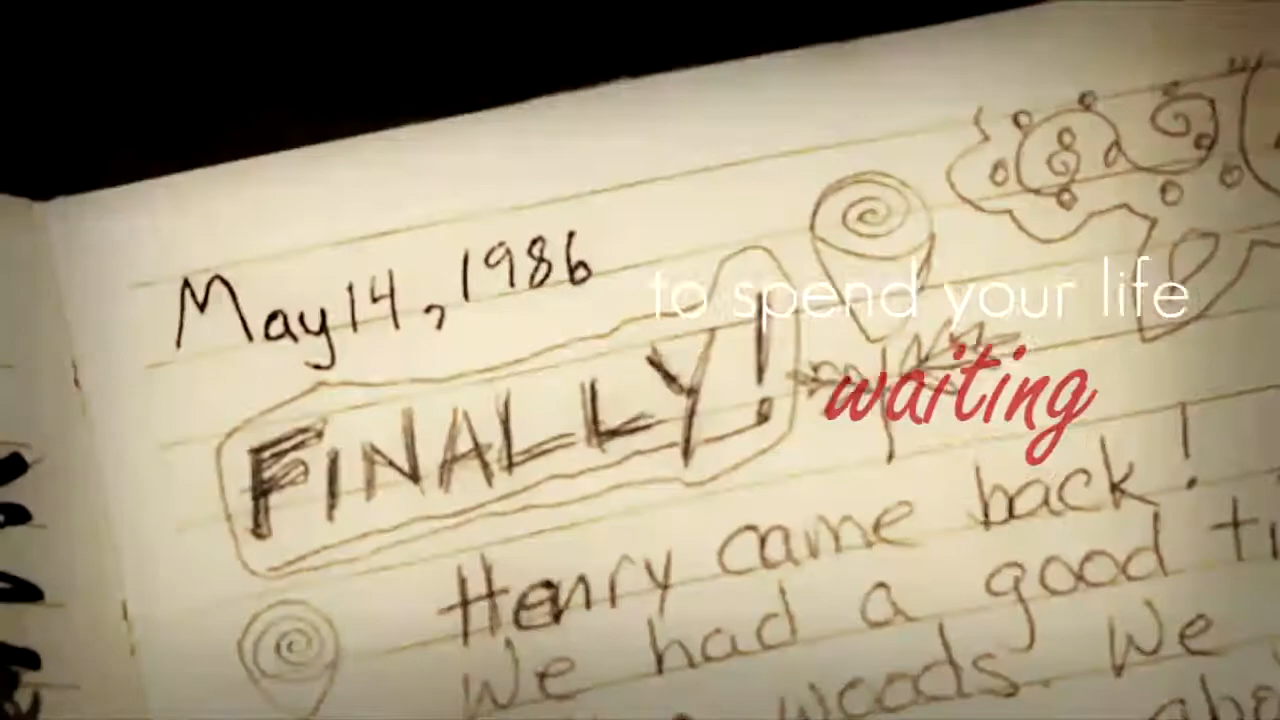 May 14, 1986
to spend your life
waiting
FINALLY!
Henry came back!
We had a good
woods. We